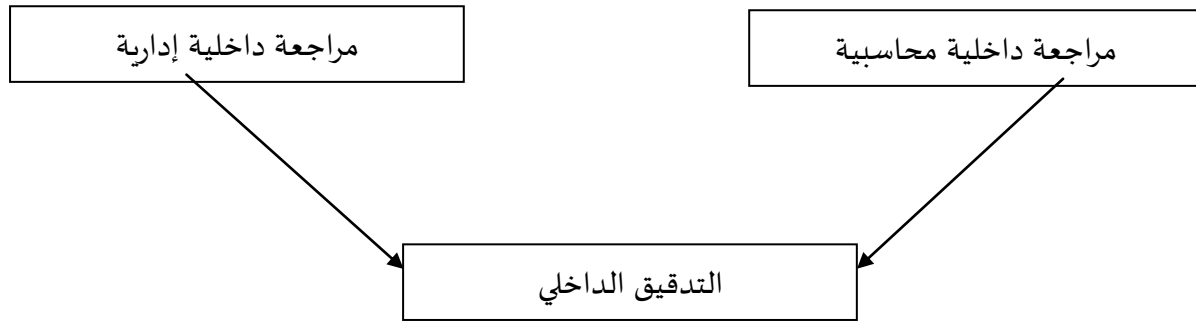 مراجعة داخلية محاسبية
مراجعة داخلية إدارية
التدقيق الداخلي